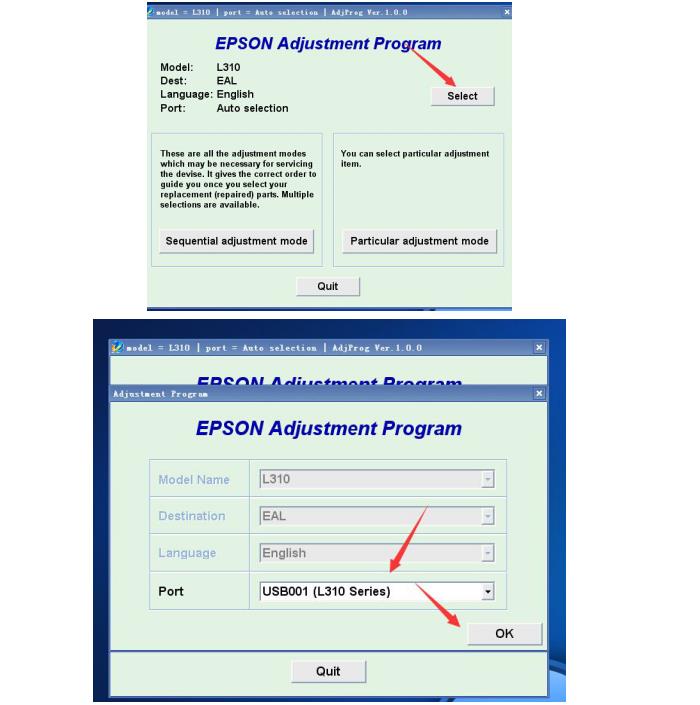 model = L310 | port = Auto selection | AdjProg Ver.1.0.0
EPSON Adjustment Program
Model: L310
Dest: EAL
Language: English
Port: Auto selection
Select
These are all the adjustment modes
which may be necessary for servicing
the devise. It gives the correct order to
guide you once you select your
replacement (repaired) parts. Multiple
selections are available.
Sequential adjustment mode
You can select particular adjustment
item.
Particular adjustment mode
Quit
model = L310 | port = Auto selection | AdjProg Ver.1.0.0
EPSON Adjustment Program
Adjustment Program
EPSON Adjustment Program
Model Name L310
Destination EAL
Language English
Port USB001 (L310 Series)
OK
Quit